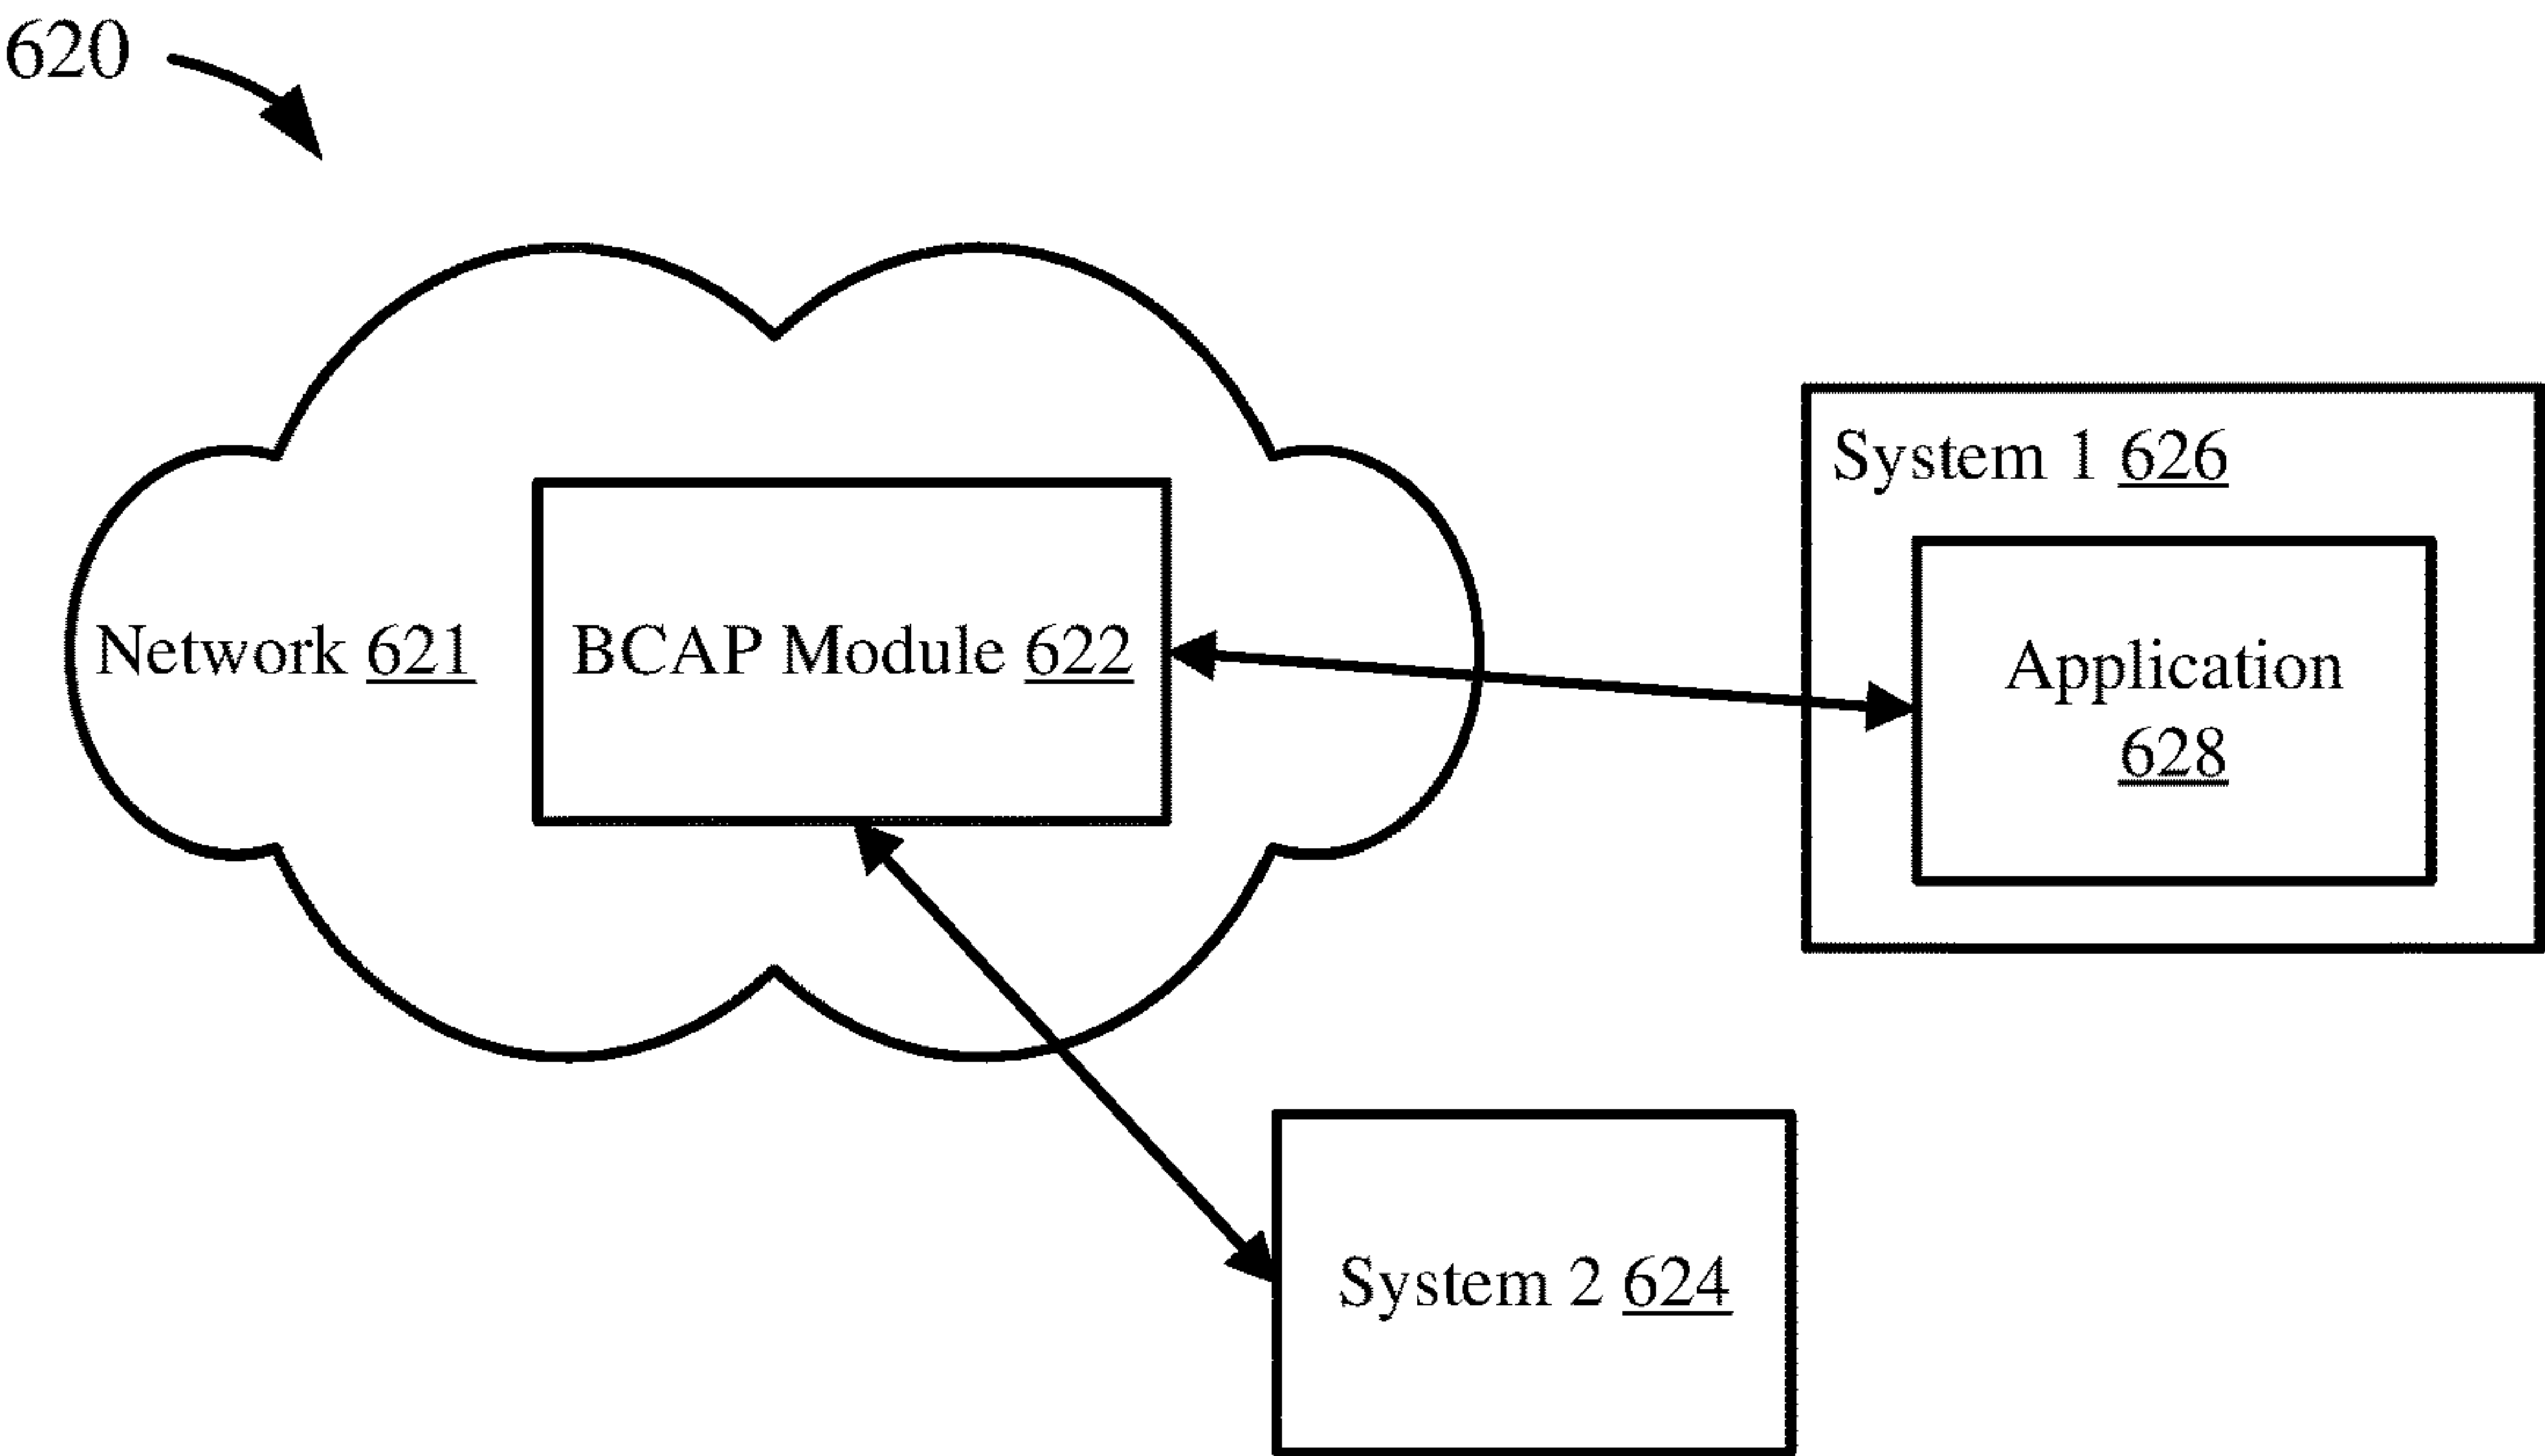 620
System 1 626
Network 621
BCAP Module 622
Application
628
System 2 624